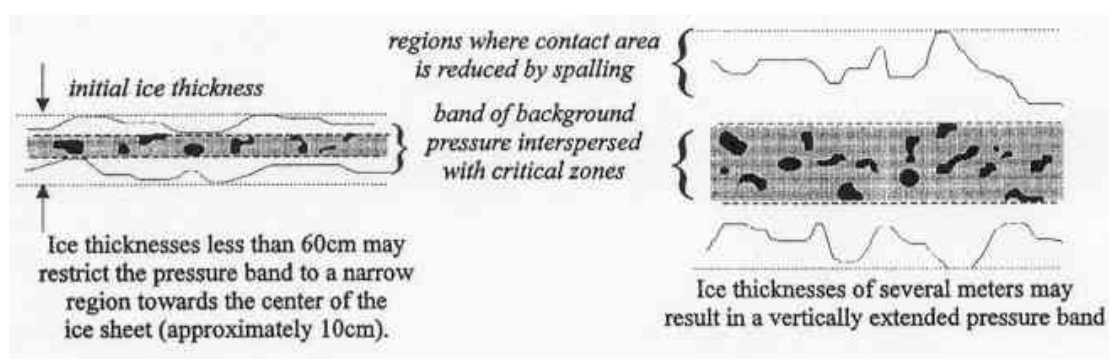 initial ice thickness
Ice thicknesses less than 60cm may
restrict the pressure band to a narrow
region towards the center of the
ice sheet (approximately 10cm).
regions where contact area
is reduced by spalling
band of background
pressure interspersed
with critical zones
Ice thicknesses of several meters may
result in a vertically extended pressure band